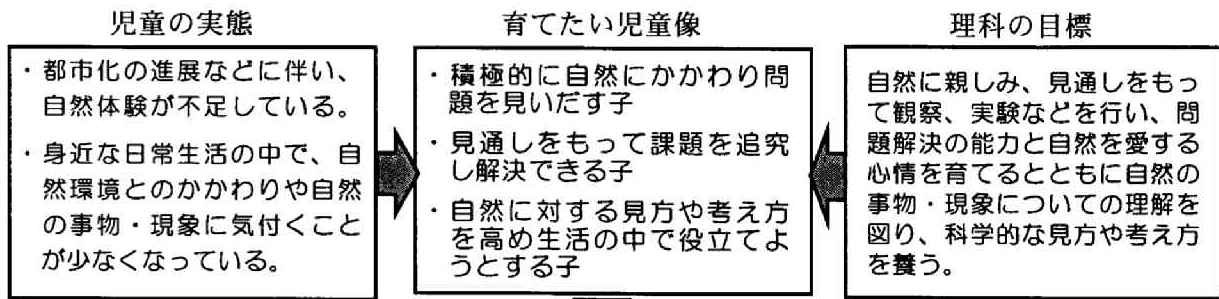 児童の実態
・都市化の進展などに伴い、
自然体験が不足している。
・身近な日常生活の中で、自
然環境とのかかわりや自然
の事物・現象に気付くこと
が少なくなっている。
育てたい児童像
・積極的に自然にかかわり問
題を見いだす子
・見通しをもって課題を追究
し解決できる子
・自然に対する見方や考え方
を高め生活の中で役立てよ
うとする子
理科の目標
自然に親しみ、見通しをもっ
て観察、実験などを行い、問
題解決の能力と自然を愛する
心情を育てるとともに自然の
事物・現象についての理解を
図り、科学的な見方や考え方
を養う。